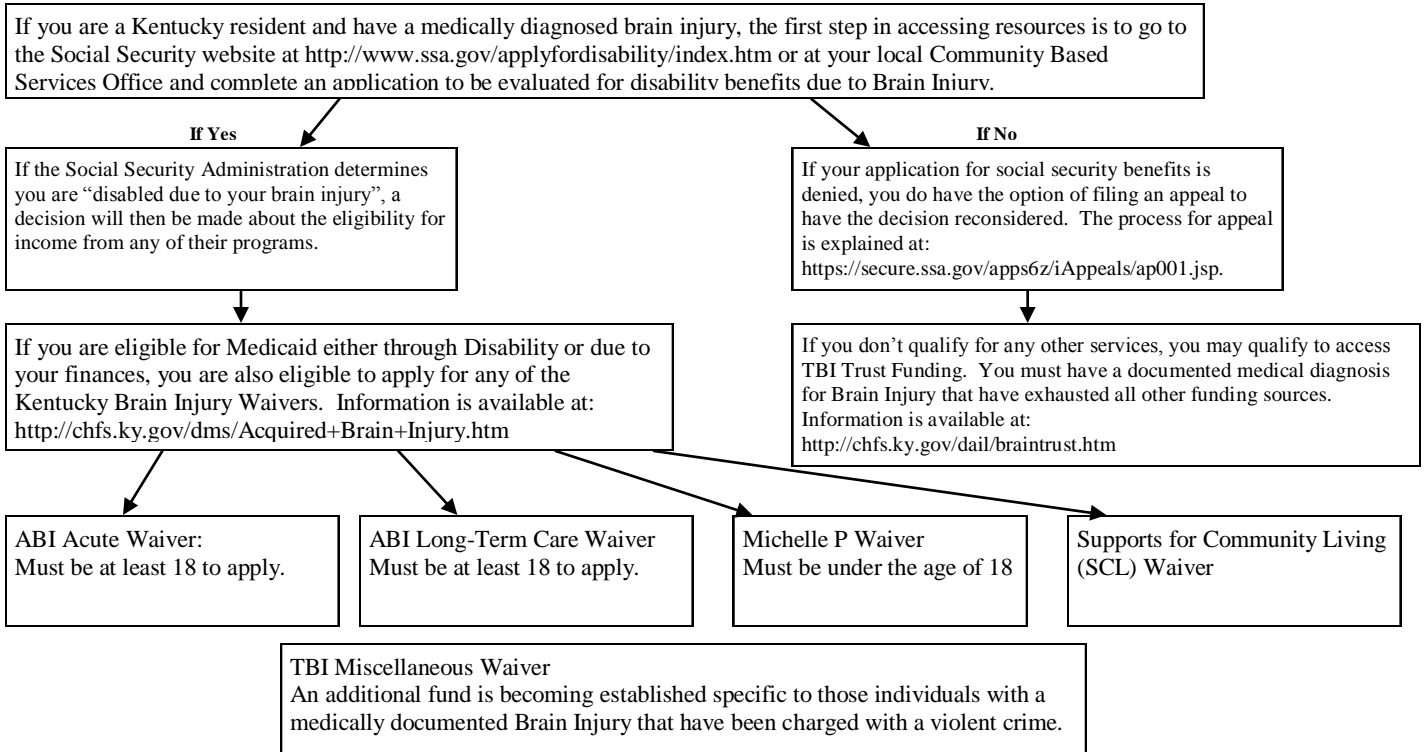 If you are a Kentucky resident and have a medically diagnosed brain injury, the first step in accessing resources is to go to
the Social Security website at http://www.ssa.gov/applyfordisability/index.htm or at your local Community Based
Services Office and complete an application to be evaluated for disability benefits due to Brain Injury.
If Yes
If the Social Security Administration determines
you are “disabled due to your brain injury”, a
decision will then be made about the eligibility for
income from any of their programs.
If No
If your application for social security benefits is
denied, you do have the option of filing an appeal to
have the decision reconsidered. The process for appeal
is explained at:
https://secure.ssa.gov/apps6z/iAppeals/ap001.jsp.
If you are eligible for Medicaid either through Disability or due to
your finances, you are also eligible to apply for any of the
Kentucky Brain Injury Waivers. Information is available at:
http://chfs.ky.gov/dms/Acquired+Brain+Injury.htm
If you don’t qualify for any other services, you may qualify to access
TBI Trust Funding. You must have a documented medical diagnosis
for Brain Injury that have exhausted all other funding sources.
Information is available at:
http://chfs.ky.gov/dail/braintrust.htm
ABI Acute Waiver:
Must be at least 18 to apply.
ABI Long-Term Care Waiver
Must be at least 18 to apply.
Michelle P Waiver
Must be under the age of 18
Supports for Community Living
(SCL) Waiver
TBI Miscellaneous Waiver
An additional fund is becoming established specific to those individuals with a
medically documented Brain Injury that have been charged with a violent crime.